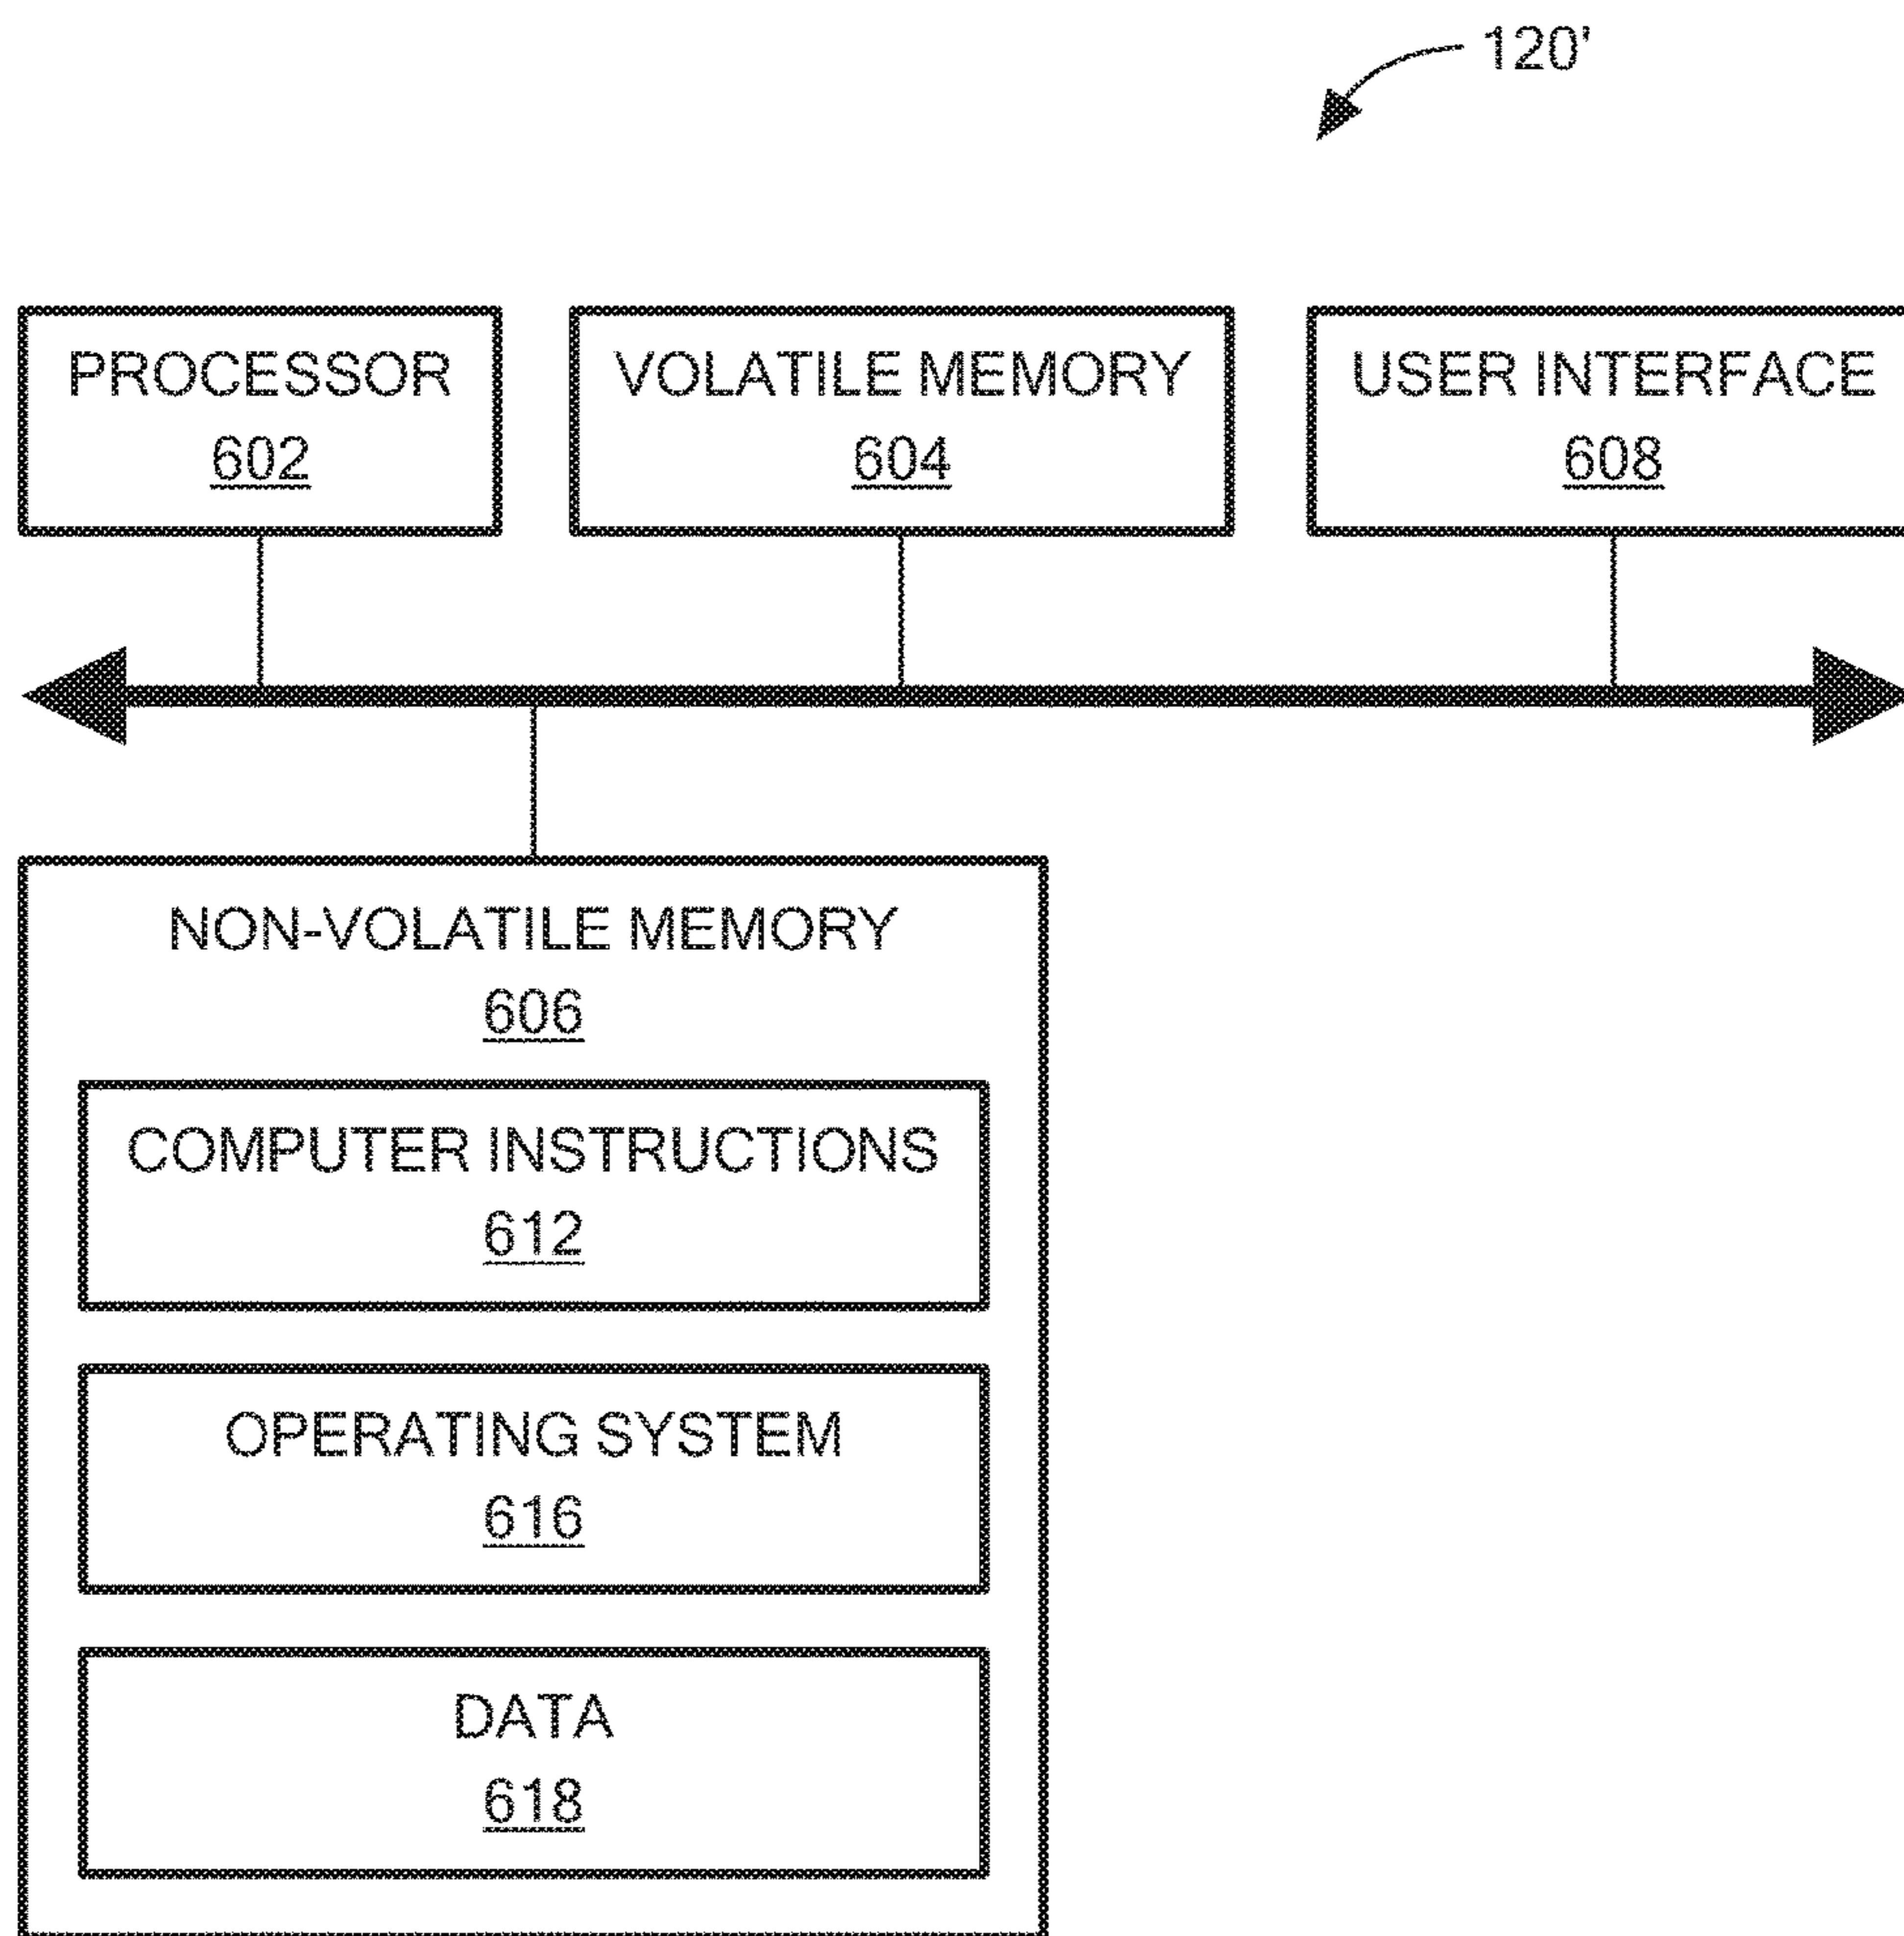 120'
PROCESSOR
602
VOLATILE MEMORY
604
USER INTERFACE
608
NON-VOLATILE MEMORY
606
COMPUTER INSTRUCTIONS
612
OPERATING SYSTEM
616
DATA
618